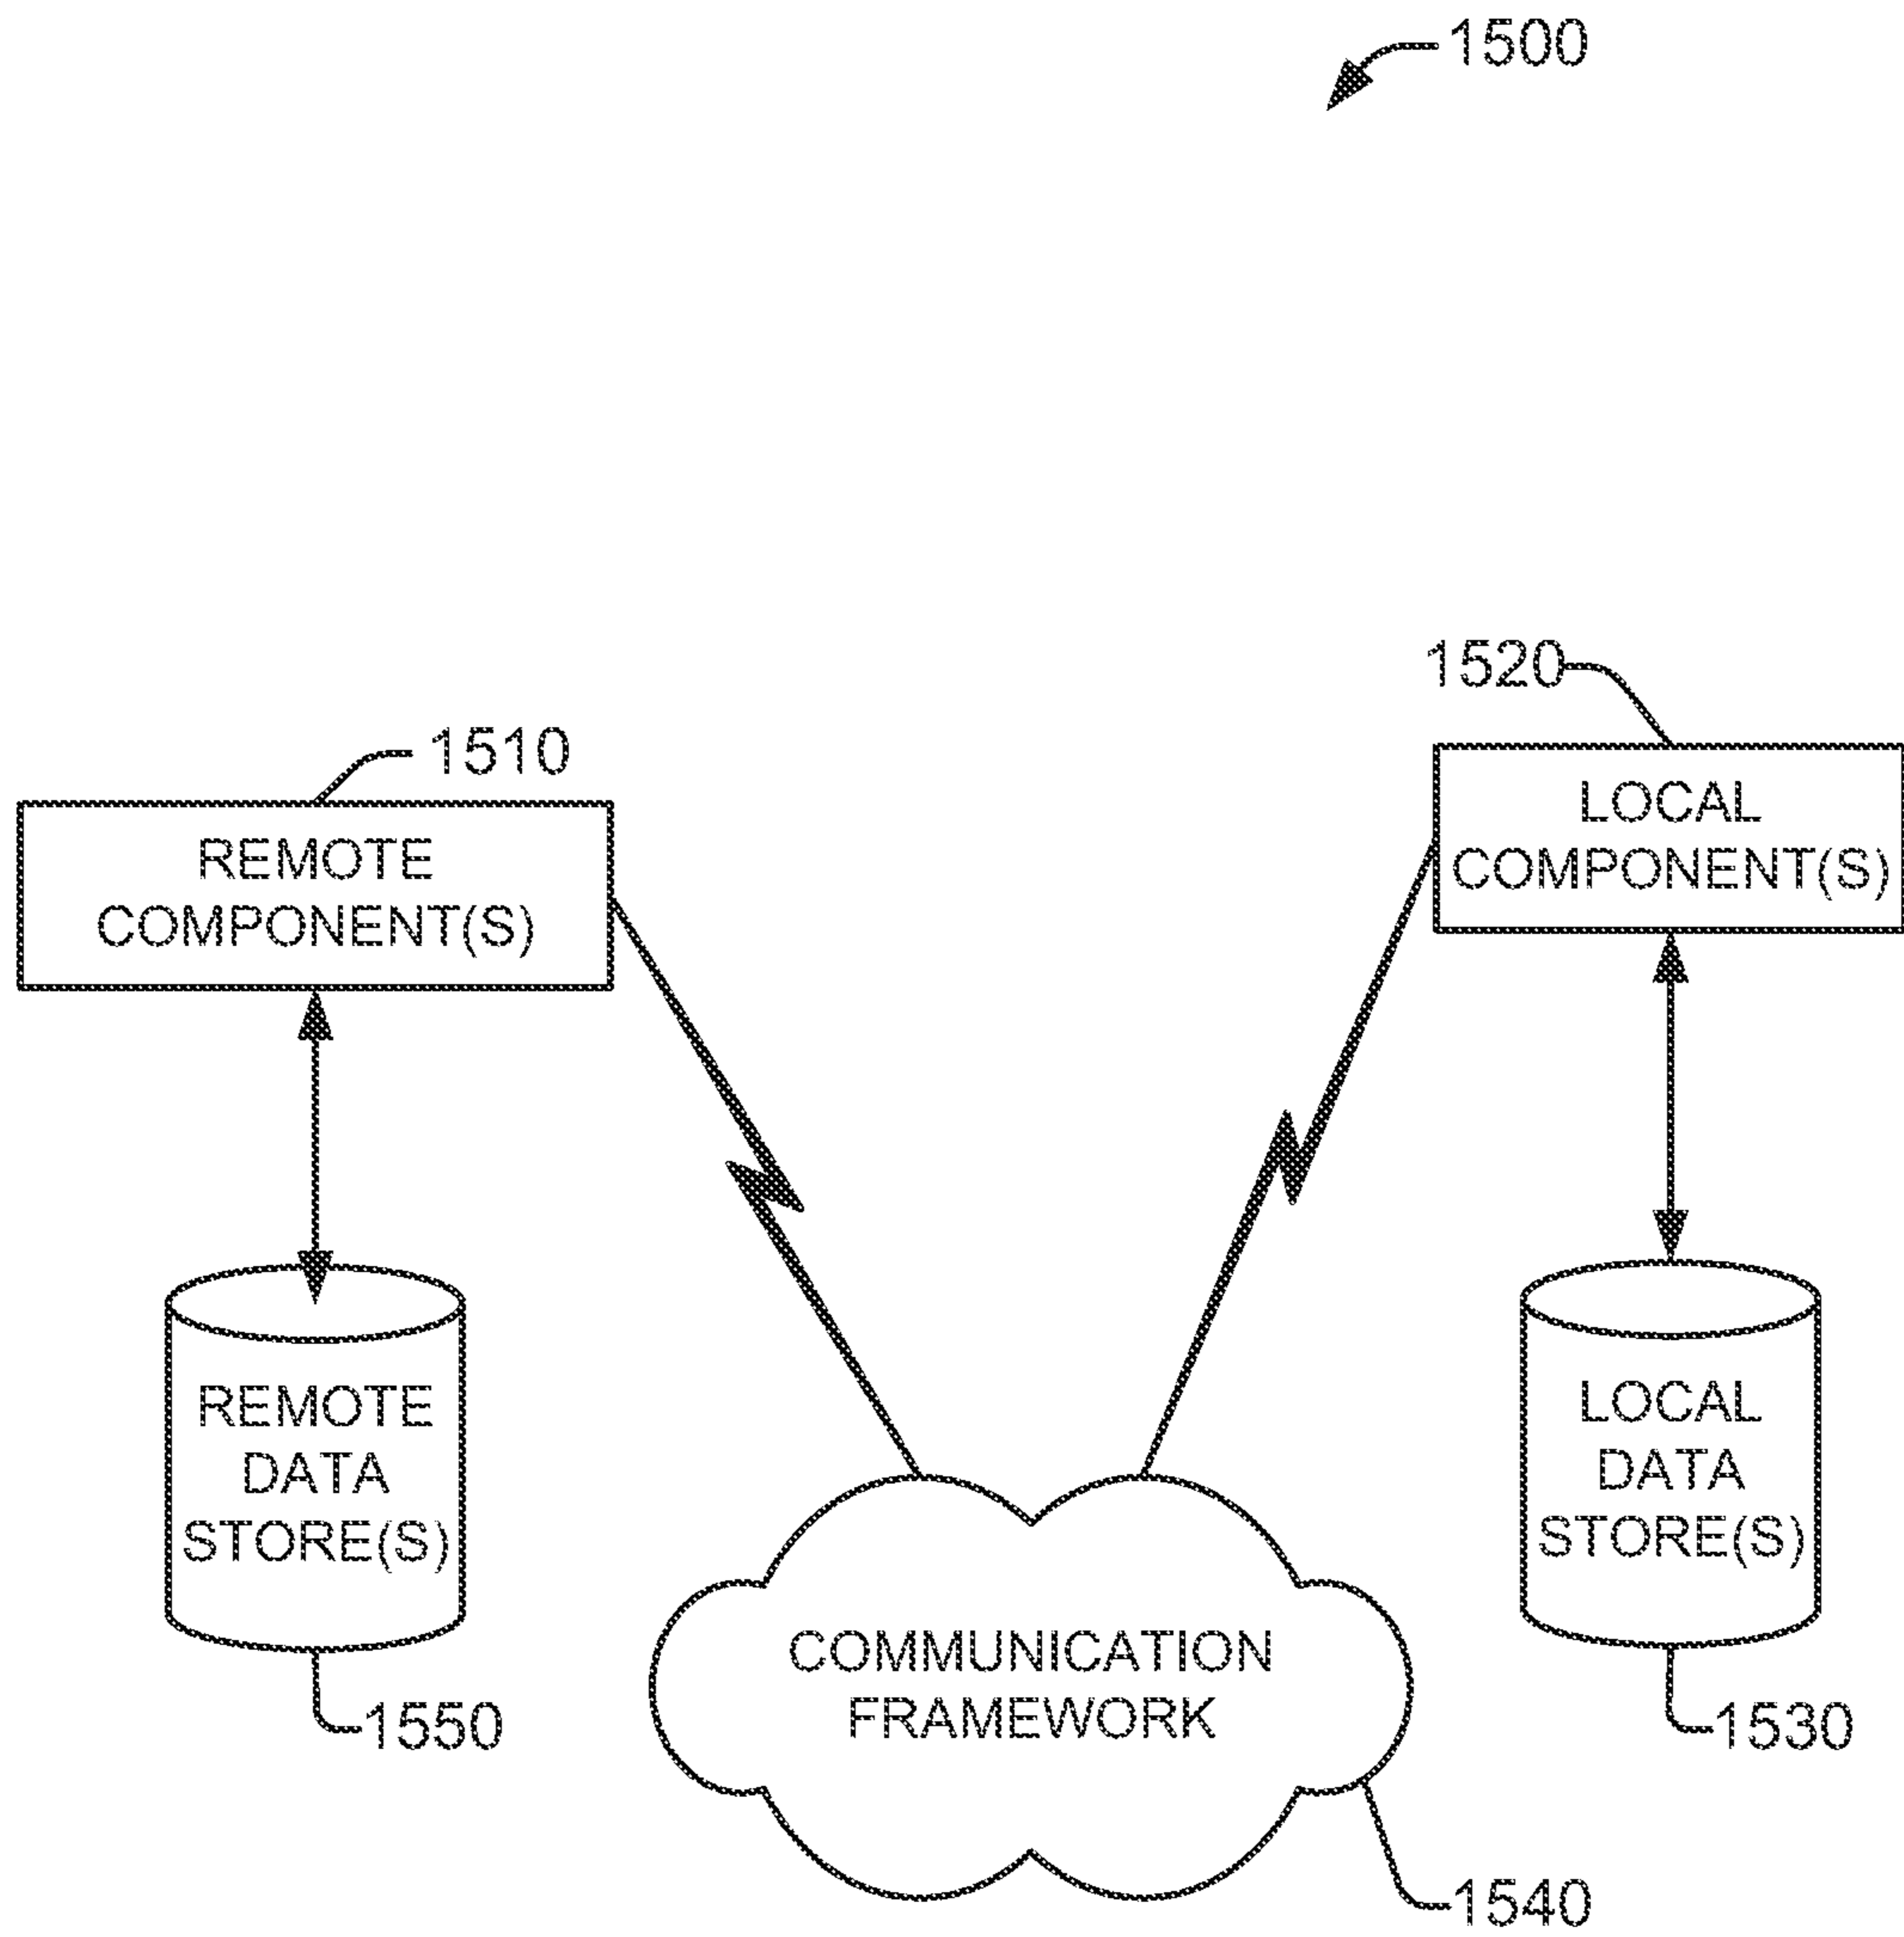 1500
1520
1510
LOCAL
COMPONENT(S)
REMOTE
COMPONENT(S)
REMOTE
DATA
STORE(S)
LOCAL
DATA
STORE(S)
COMMUNICATION
FRAMEWORK
1550
1530
1540